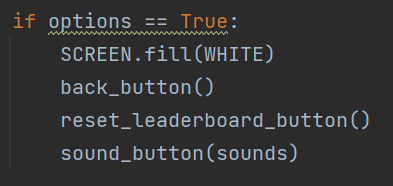 if options == True:
    SCREEN.fill(WHITE)
    back_button()
    reset_leaderboard_button()
    sound_button(sounds)